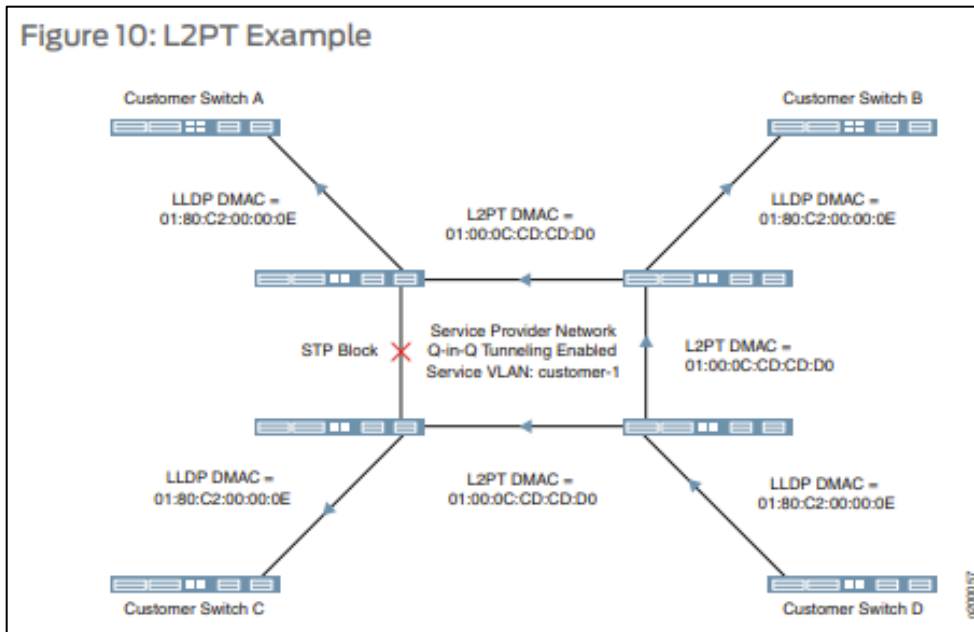 Figure 10: L2PT Example
Customer Switch A
Customer Switch B
LLDP DMAC =
01:80:C2:00:00:0E
L2PT DMAC =
01:00:0C:CD:CD:D0
LLDP DMAC =
01:80:C2:00:00:0E
STP Block
Service Provider Network
Q-in-Q Tunneling Enabled
Service VLAN: customer-1
L2PT DMAC =
01:00:0C:CD:CD:D0
LLDP DMAC =
01:80:C2:00:00:0E
L2PT DMAC =
01:00:0C:CD:CD:D0
LLDP DMAC =
01:80:C2:00:00:0E
Customer Switch C
Customer Switch D